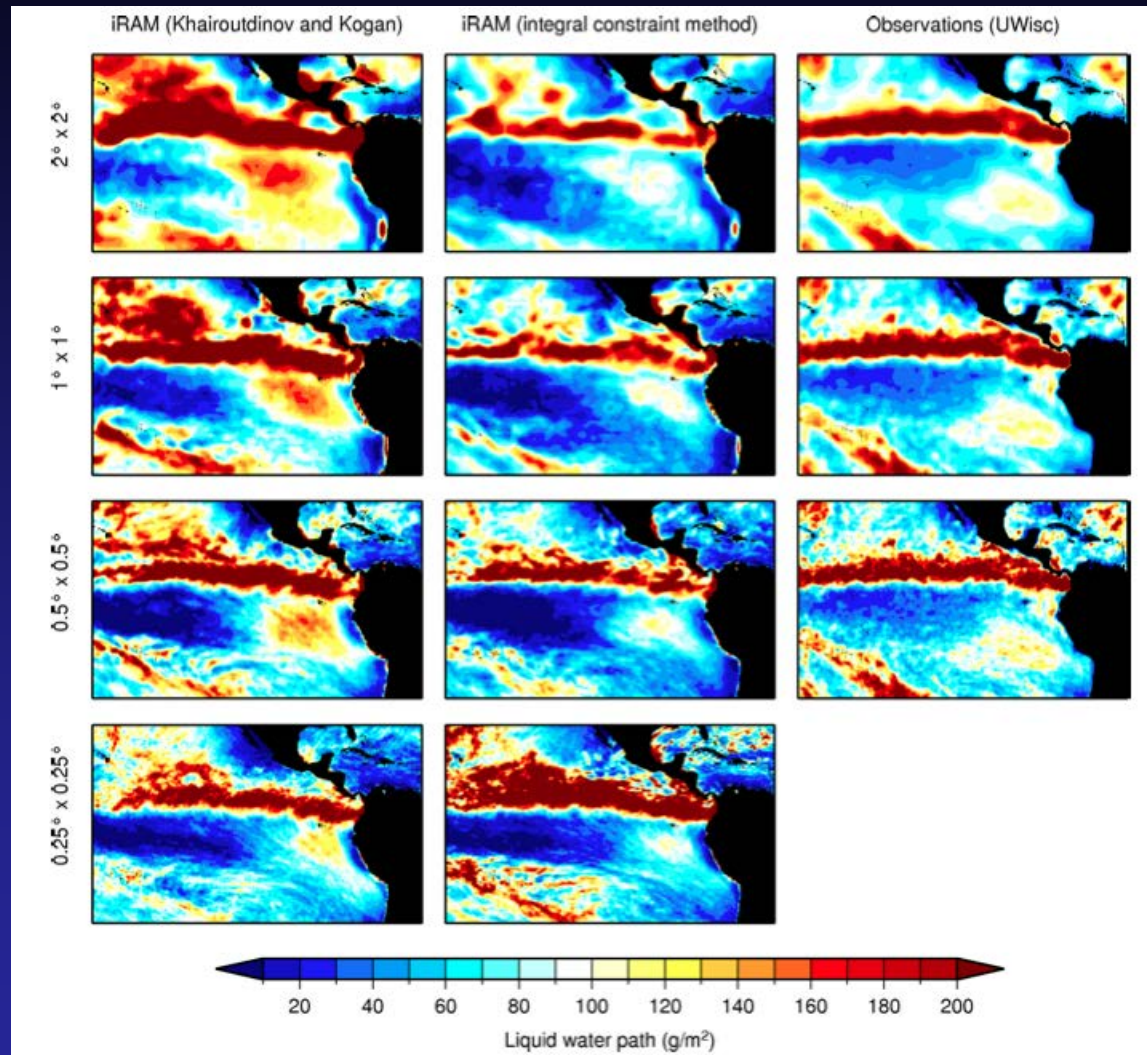 iRAM (Khairoutdinov and Kogan) iRAM (integral constraint method) Observations (UWisc)
2° x 2°
1° x 1°
0.5° x 0.5°
0.25° x 0.25°
20 40 60 80 100 120 140 160 180 200
Liquid water path (g/m²)